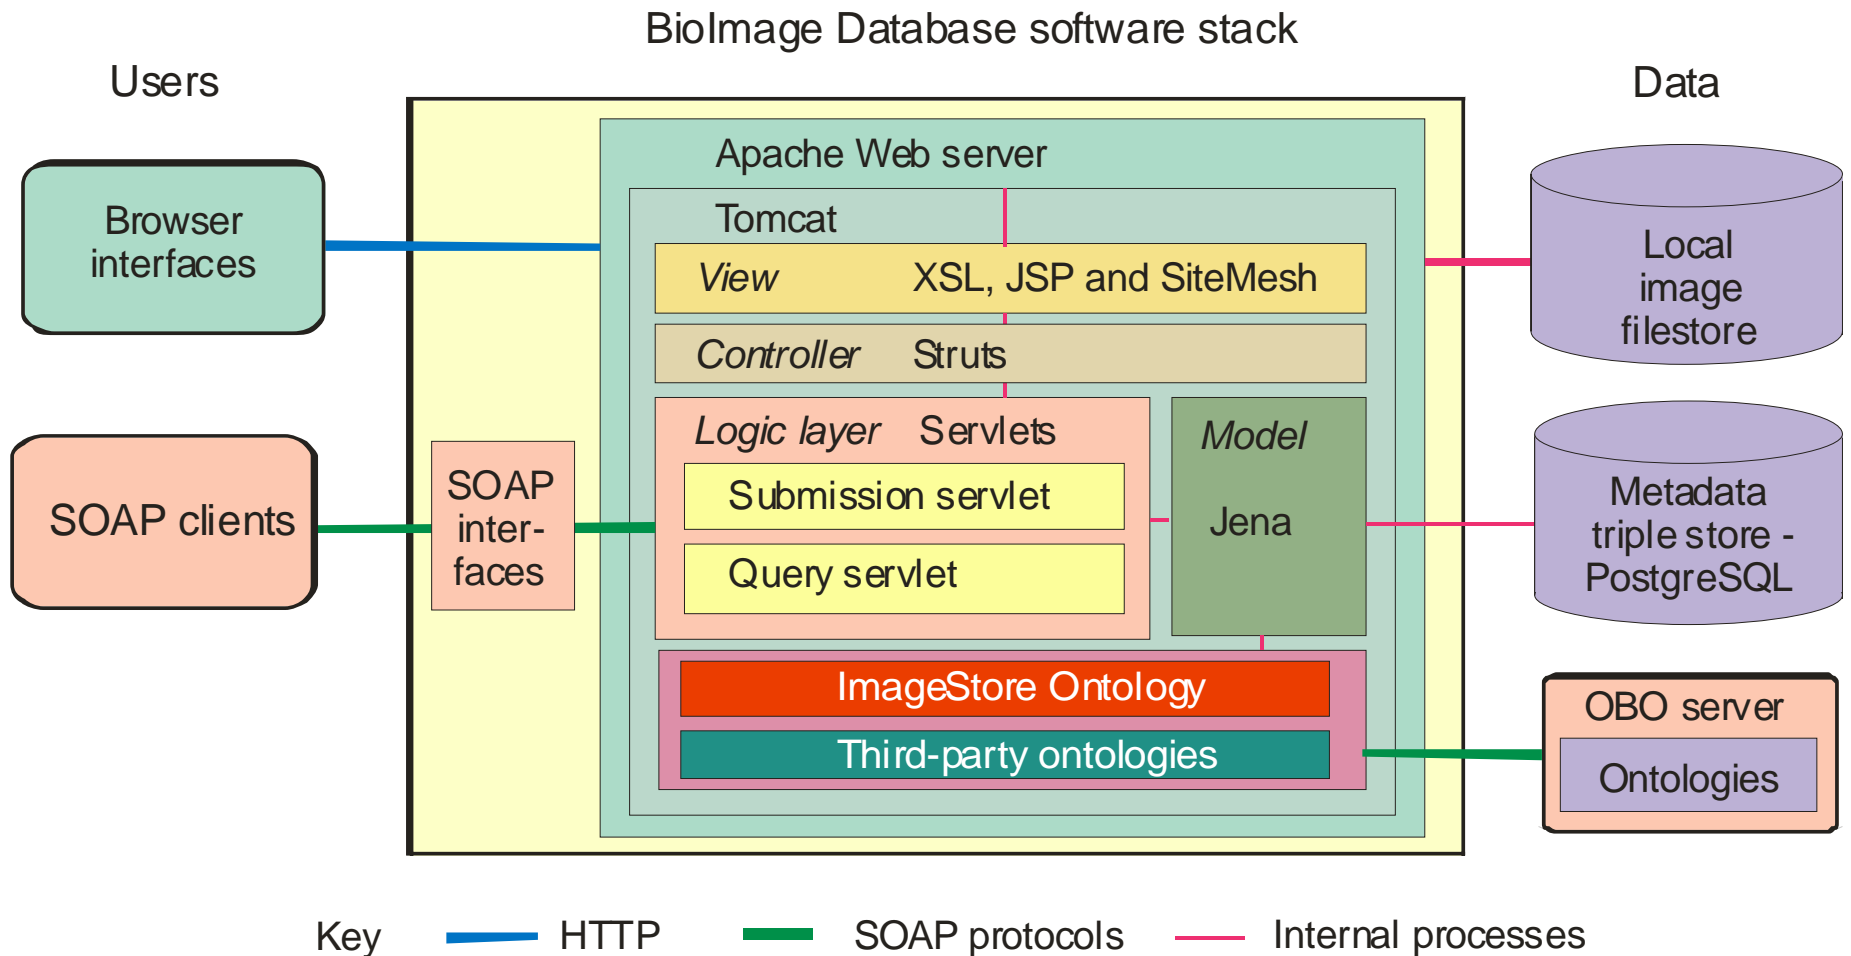 BioImage Database software stack
Users
Data
Apache Web server
Tomcat
Browser
interfaces
View XSL, JSP and SiteMesh
Local
image
filestore
Controller Struts
Logic layer Servlets
Model
SOAP clients
SOAP
inter-
faces
Submission servlet
Jena
Query servlet
Metadata
triple store -
PostgreSQL
ImageStore Ontology
Third-party ontologies
OBO server
Ontologies
Key HTTP SOAP protocols Internal processes